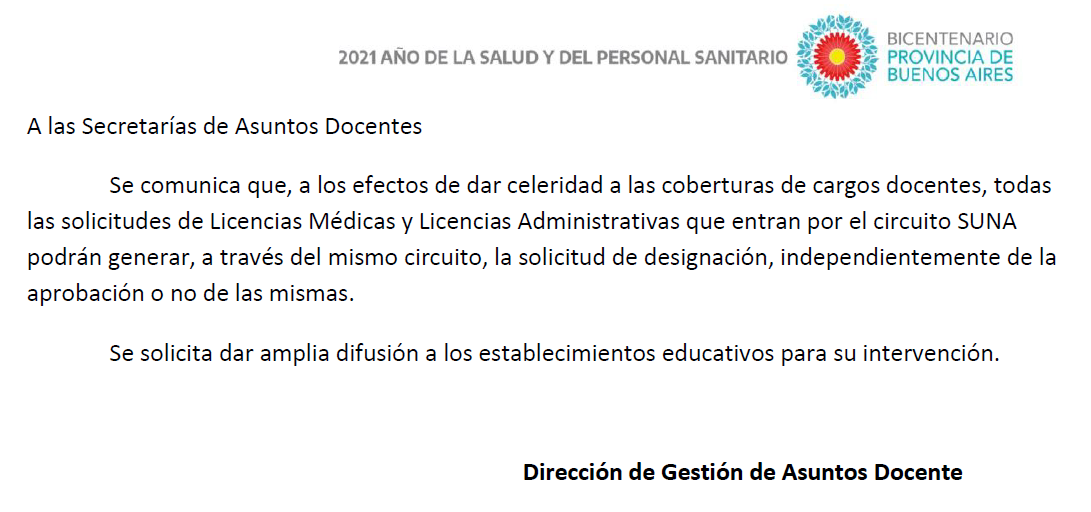 2021 AÑO DE LA SALUD Y DEL PERSONAL SANITARIO
BICENTENARIO
PROVINCIA DE
BUENOS AIRES
A las Secretarías de Asuntos Docentes
Se comunica que, a los efectos de dar celeridad a las coberturas de cargos docentes, todas
las solicitudes de Licencias Médicas y Licencias Administrativas que entran por el circuito SUNA
podrán generar, a través del mismo circuito, la solicitud de designación, independientemente de la
aprobación o no de las mismas.
Se solicita dar amplia difusión a los establecimientos educativos para su intervención.
Dirección de Gestión de Asuntos Docente